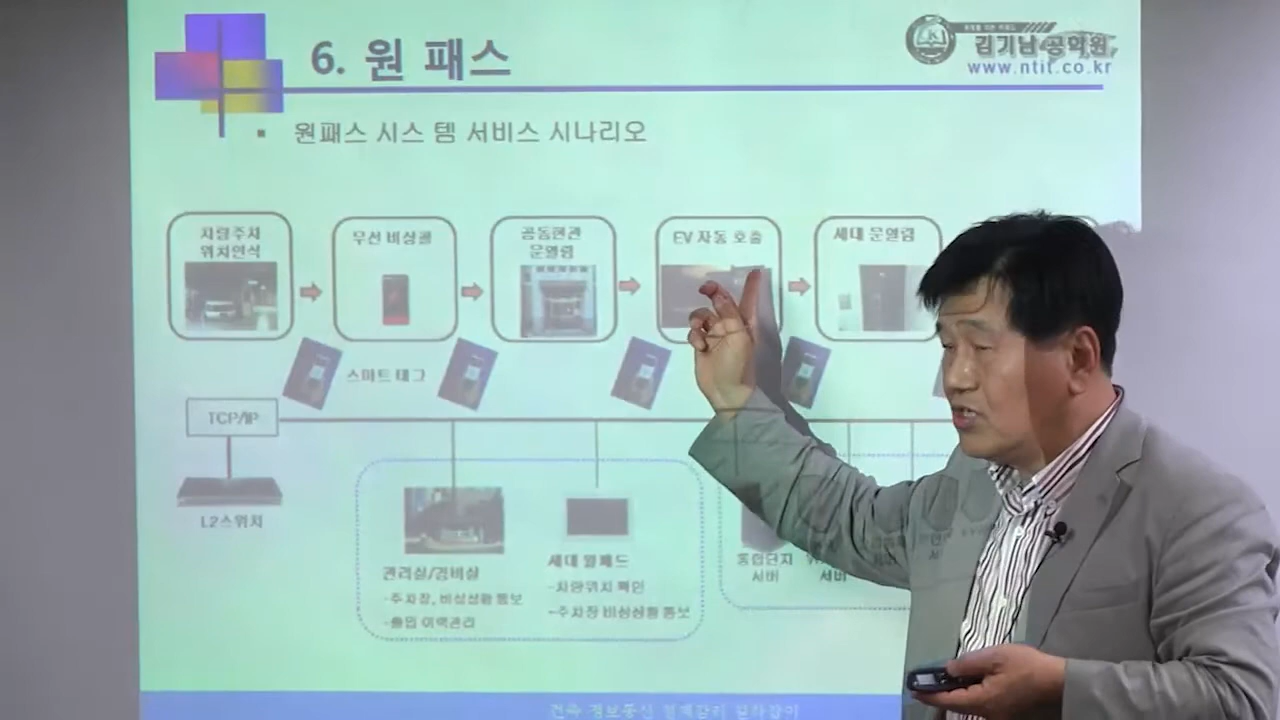 6. 원 패스
김기남 공학원
www.ntit.co.kr
▪ 원패스 시스 템 서비스 시나리오
차량주차
위치인식
무선 비상콜
공동현관
문열림
EV 자동 호출
세대 문열림
스마트 태그
TCP/IP
L2스위치
관리실/경비실
-주차장, 비상상황 통보
-출입 이력관리
세대 월패드
-차량위치 확인
-주차장 비상상황 통보
통합단지
서버
서버